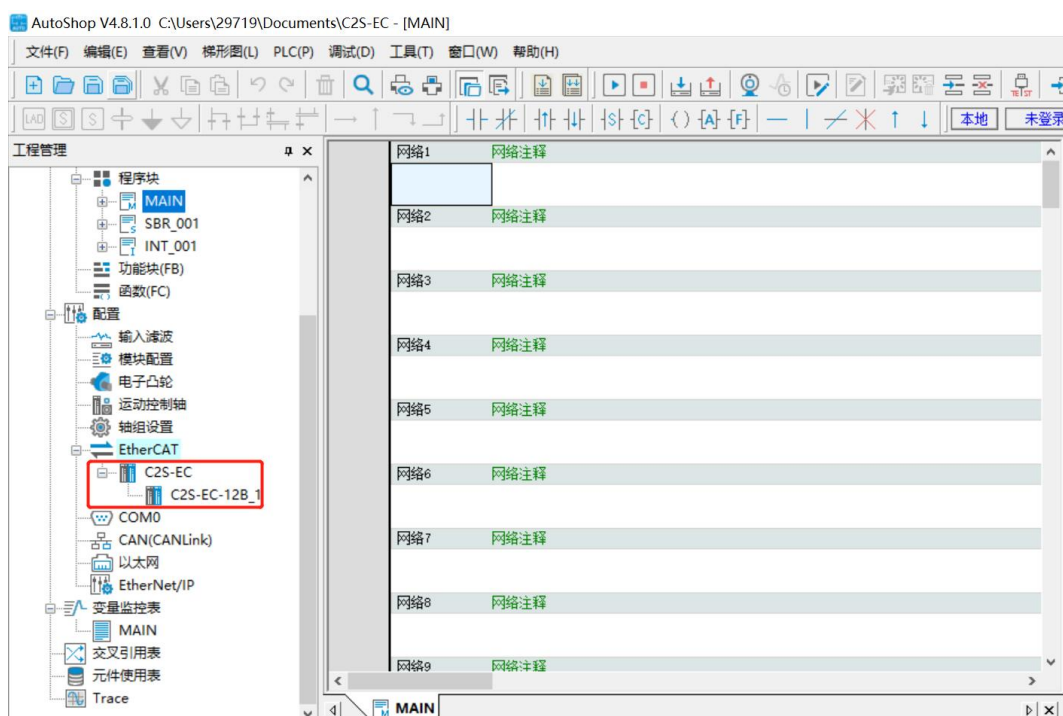 AutoShop V4.8.1.0 C:\Users\29719\Documents\C2S-EC - [MAIN]
文件(F) 编辑(E) 查看(V) 梯形图(L) PLC(P) 调试(D) 工具(T) 窗口(W) 帮助(H)
TEST
LAD S S S C ( ) A F 本地 未登录
工程管理
程序块
MAIN
SBR_001
INT_001
功能块(FB)
函数(FC)
配置
输入滤波
模块配置
电子凸轮
运动控制轴
轴组设置
EtherCAT
C2S-EC
C2S-EC-12B_1
COM0
CAN(CANLink)
以太网
EtherNet/IP
变量监控表
MAIN
交叉引用表
元件使用表
Trace
网络1 网络注释
网络2 网络注释
网络3 网络注释
网络4 网络注释
网络5 网络注释
网络6 网络注释
网络7 网络注释
网络8 网络注释
网络9 网络注释
MAIN